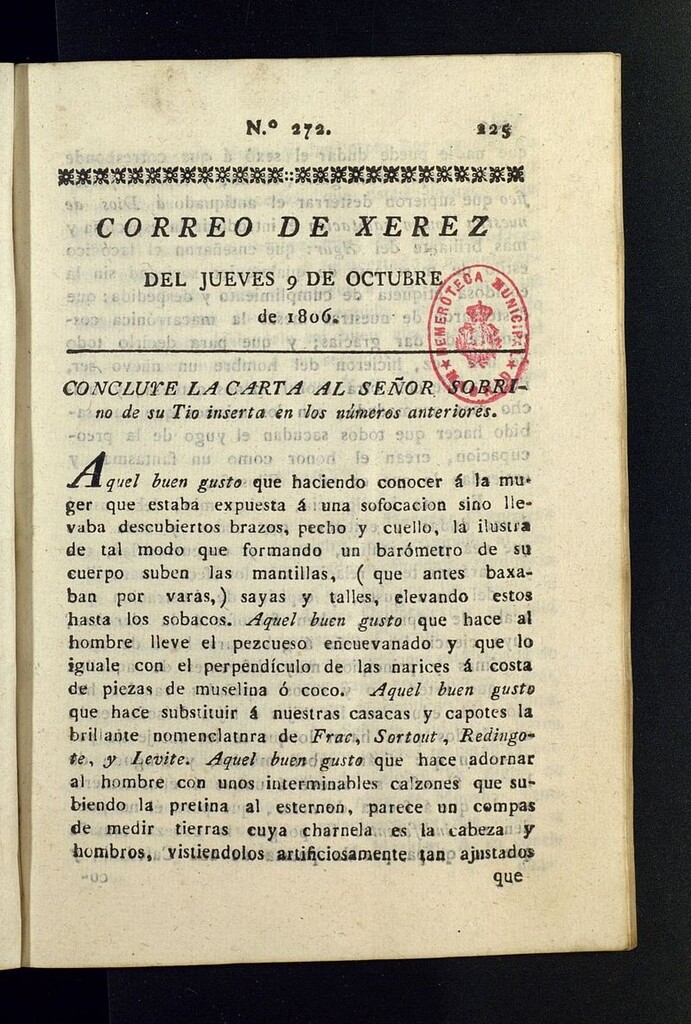 N.º 272. 225
CORREO DE XEREZ
DEL JUEVES 9 DE OCTUBRE
de 1806.
HEMEROTECA MUNICIPAL
CONCLUYE LA CARTA AL SEÑOR SOBRI-
no de su Tio inserta en los números anteriores.
Aquel buen gusto que haciendo conocer á la mu-
ger que estaba expuesta á una sofocacion sino lle-
vaba descubiertos brazos, pecho y cuello, la ilustra
de tal modo que formando un barómetro de su
cuerpo suben las mantillas, ( que antes baxa-
ban por varas,) sayas y talles, elevando estos
hasta los sobacos. Aquel buen gusto que hace al
hombre lleve el pezcueso encuevanado y que lo
iguale con el perpendículo de las narices á costa
de piezas de muselina ó coco. Aquel buen gusto
que hace substituir á nuestras casacas y capotes la
brillante nomenclatnra de Frac, Sortout, Redingo-
te, y Levite. Aquel buen gusto que hace adornar
al hombre con unos interminables calzones que su-
biendo la pretina al esternon, parece un compas
de medir tierras cuya charnela es la cabeza y
hombros, vistiendolos artificiosamente tan ajustados
que